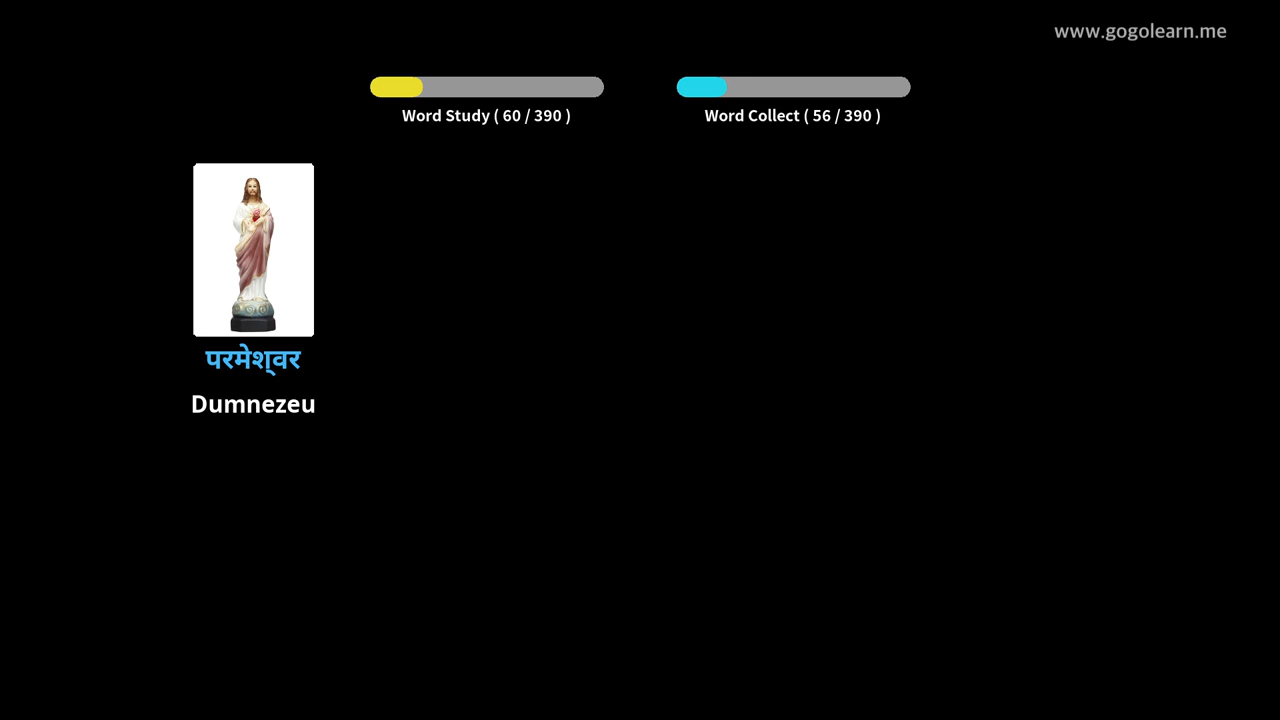 www.gogolearn.me
Word Study ( 60 / 390 )
Word Collect ( 56 / 390 )
परमेश्‍वर
Dumnezeu